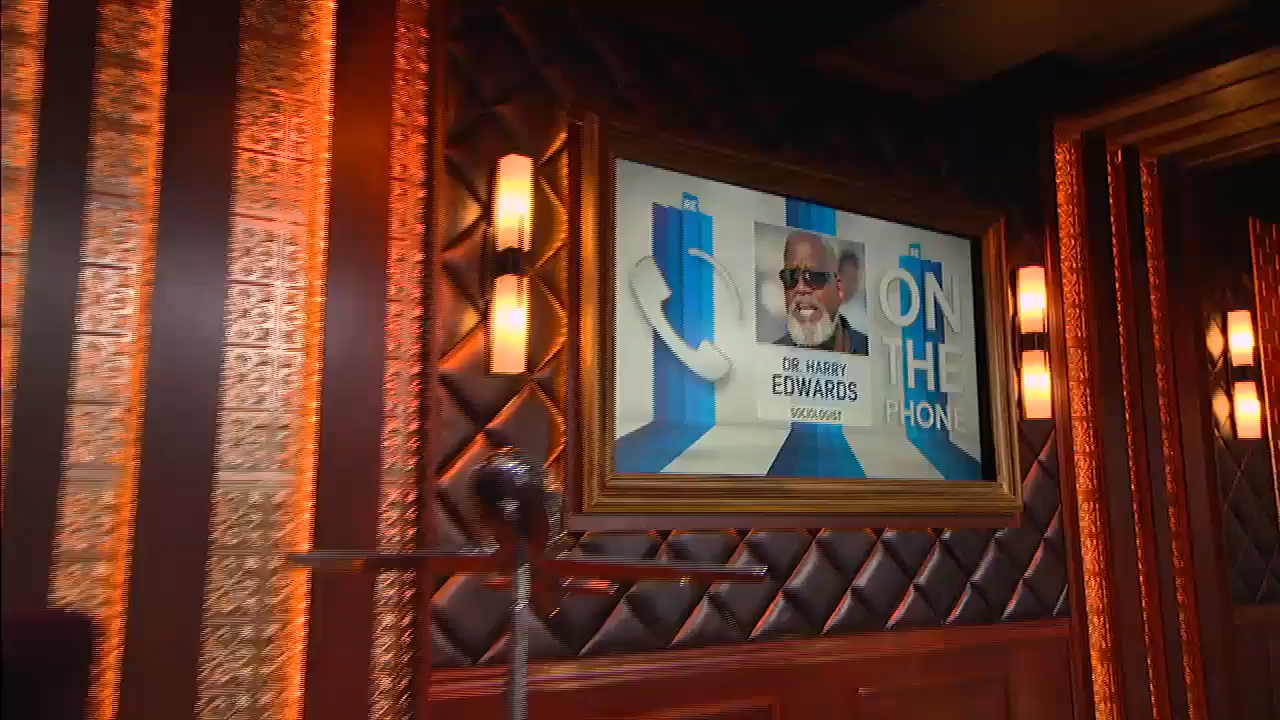 DR. HARRY
EDWARDS
SOCIOLOGIST
ON
THE
PHONE